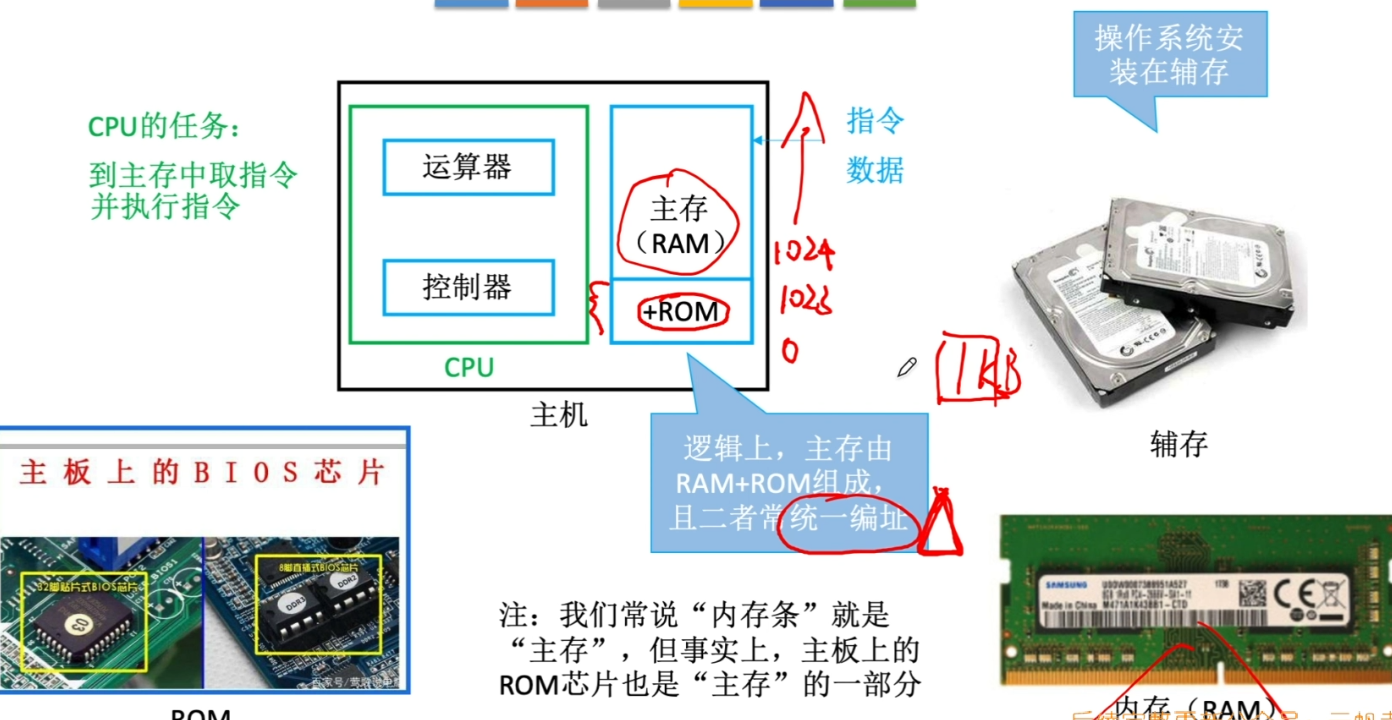 操作系统安
装在辅存
CPU的任务：
到主存中取指令
并执行指令
运算器
控制器
CPU
主存
（RAM）
+ROM
指令
数据
1024
1023
0
1KB
主机
逻辑上，主存由
RAM+ROM组成，
且二者常统一编址
辅存
主板上的BIOS芯片
32脚贴片式BIOS芯片
8脚直插式BIOS芯片
DDR3
DDR2
03
ROM
注：我们常说“内存条”就是
“主存”，但事实上，主板上的
ROM芯片也是“主存”的一部分
SAMSUNG
Made in China
M471A1K43BB1-CTD
内存（RAM）